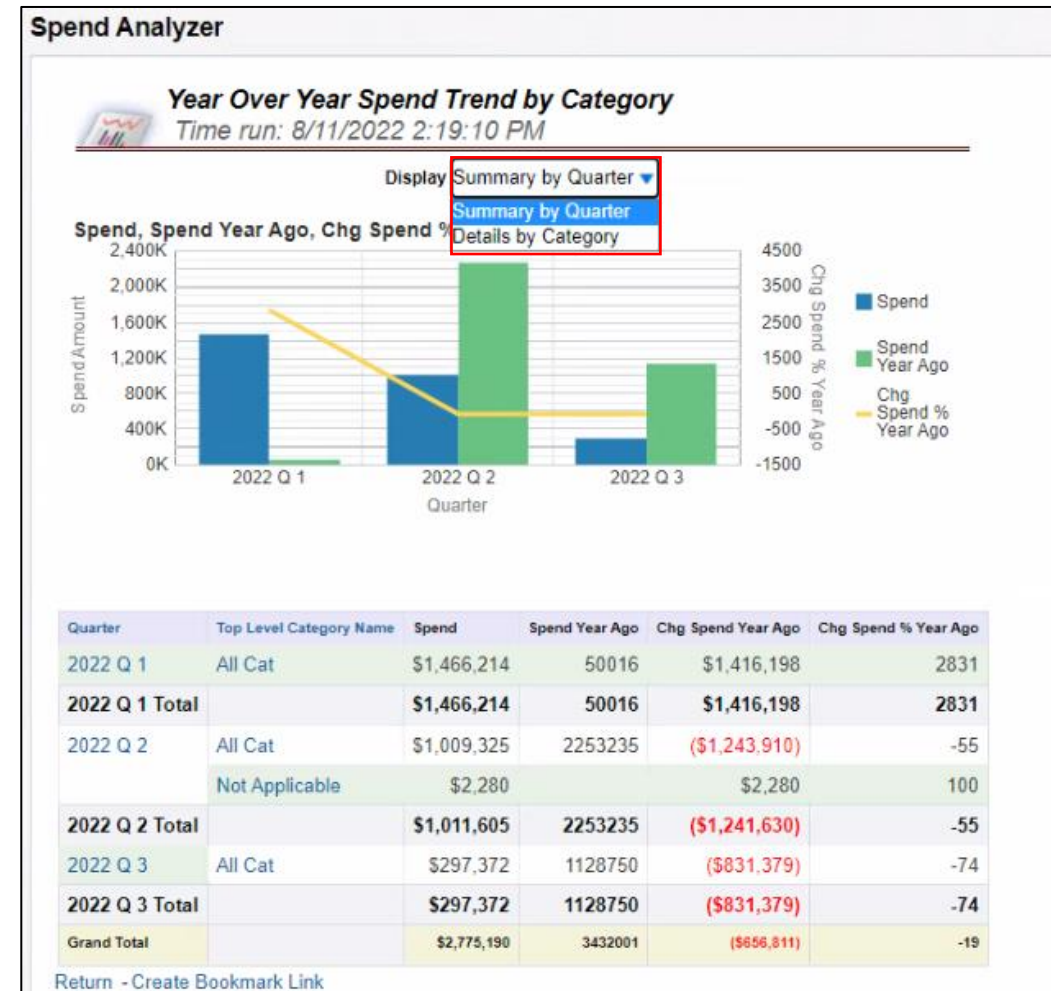 Spend Analyzer
Year Over Year Spend Trend by Category
Time run: 8/11/2022 2:19:10 PM
Display Summary by Quarter
Summary by Quarter
Details by Category
Spend, Spend Year Ago, Chg Spend %
2,400K
2,000K
1,600K
1,200K
800K
400K
0K
Spend Amount
2022 Q 1 2022 Q 2 2022 Q 3
Quarter
4500
3500
2500
1500
500
-500
-1500
Chg Spend % Year Ago
Spend
Spend
Year Ago
Chg
Spend %
Year Ago
Quarter Top Level Category Name Spend Spend Year Ago Chg Spend Year Ago Chg Spend % Year Ago
2022 Q 1 All Cat $1,466,214 50016 $1,416,198 2831
2022 Q 1 Total $1,466,214 50016 $1,416,198 2831
2022 Q 2 All Cat $1,009,325 2253235 ($1,243,910) -55
Not Applicable $2,280 $2,280 100
2022 Q 2 Total $1,011,605 2253235 ($1,241,630) -55
2022 Q 3 All Cat $297,372 1128750 ($831,379) -74
2022 Q 3 Total $297,372 1128750 ($831,379) -74
Grand Total $2,775,190 3432001 ($656,811) -19
Return - Create Bookmark Link